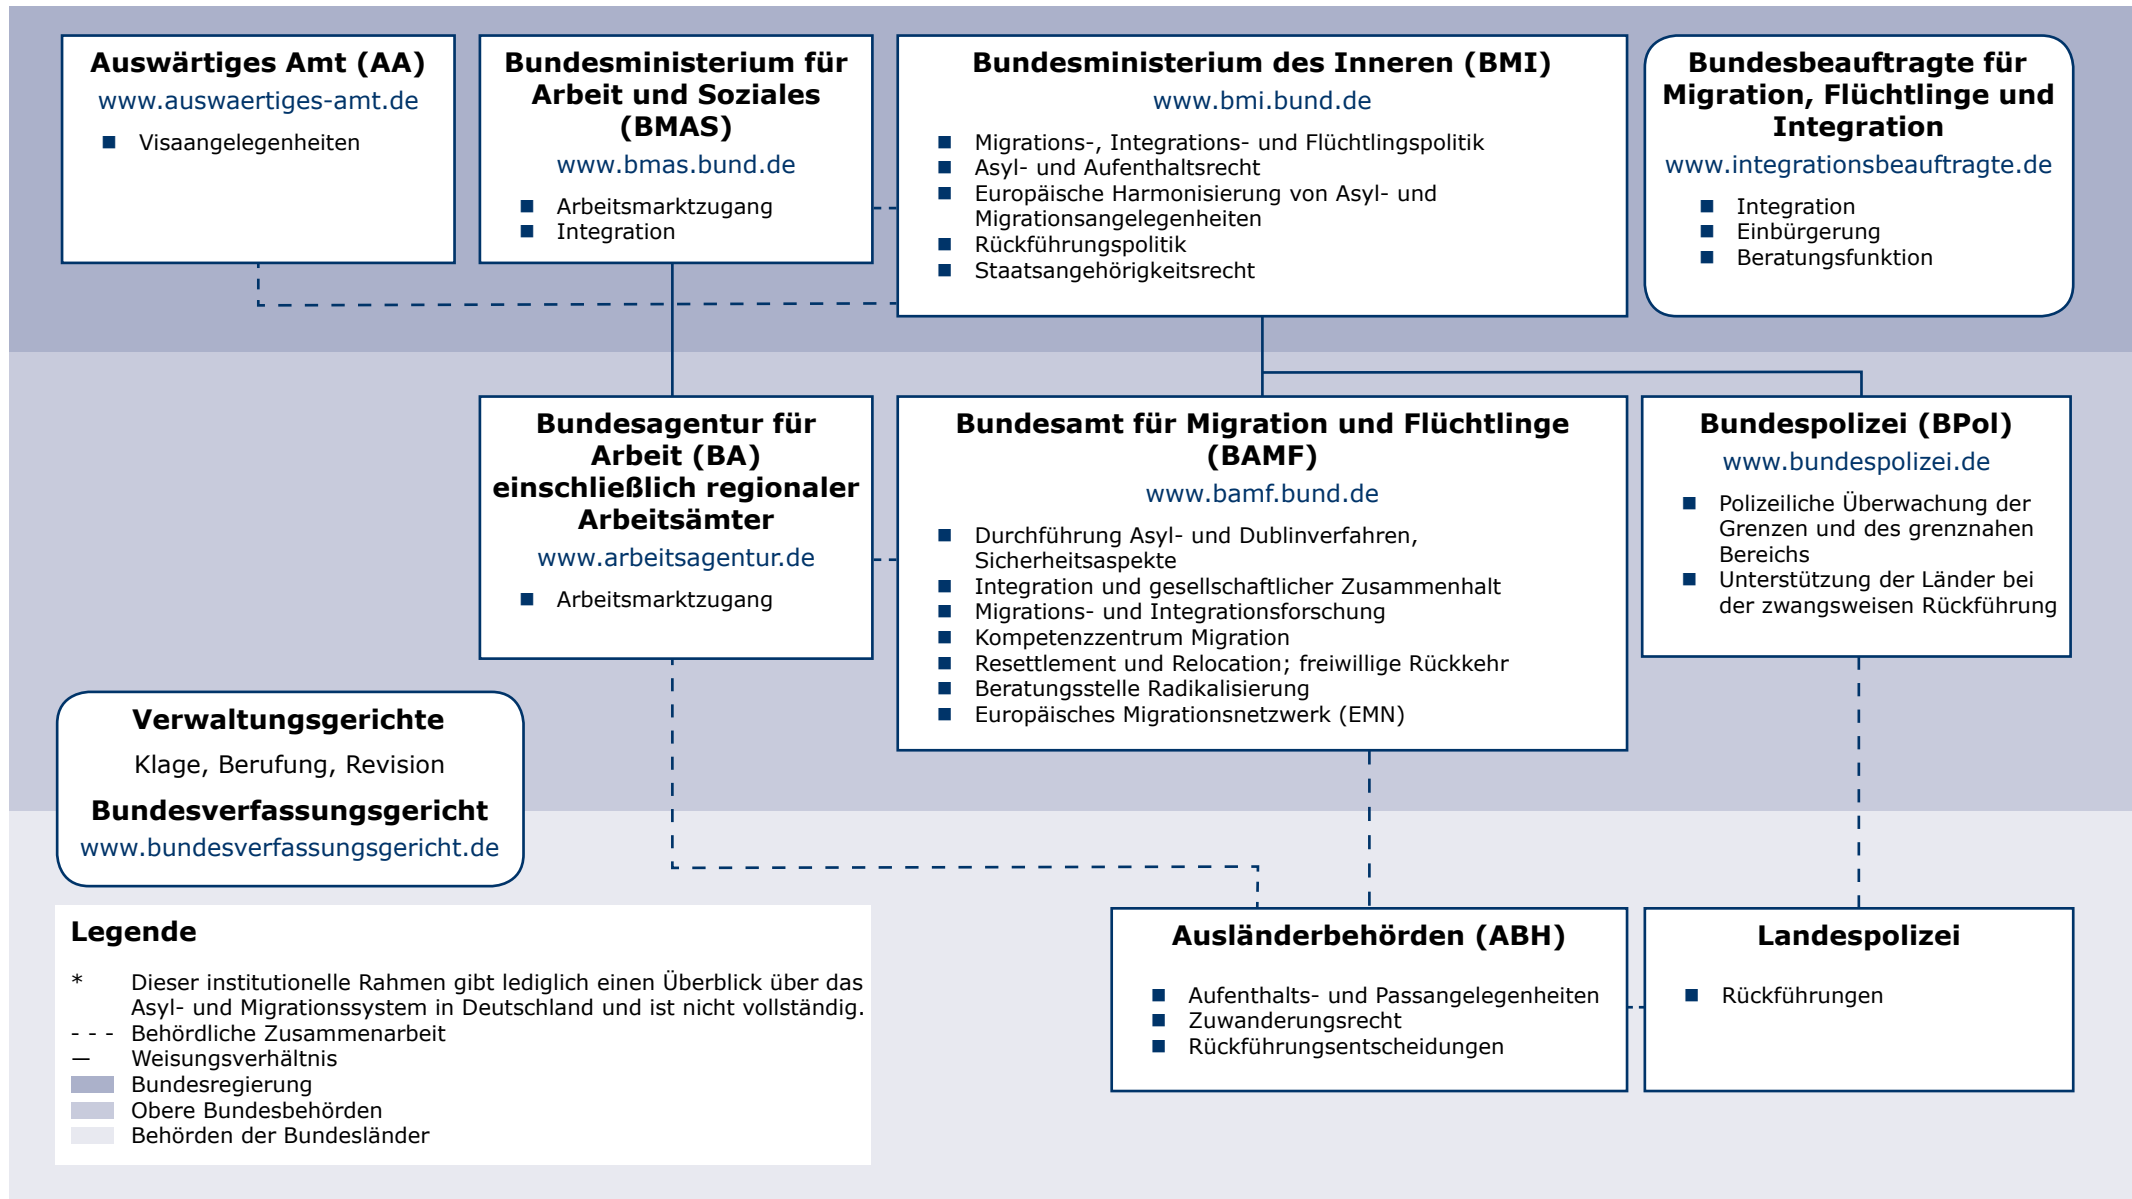 Auswärtiges Amt (AA)
www.auswaertiges-amt.de
■ Visaangelegenheiten
Bundesministerium für
Arbeit und Soziales
(BMAS)
www.bmas.bund.de
■ Arbeitsmarktzugang
■ Integration
Bundesministerium des Inneren (BMI)
www.bmi.bund.de
■ Migrations-, Integrations- und Flüchtlingspolitik
■ Asyl- und Aufenthaltsrecht
■ Europäische Harmonisierung von Asyl- und
Migrationsangelegenheiten
■ Rückführungspolitik
■ Staatsangehörigkeitsrecht
Bundesbeauftragte für
Migration, Flüchtlinge und
Integration
www.integrationsbeauftragte.de
■ Integration
■ Einbürgerung
■ Beratungsfunktion
Bundesagentur für
Arbeit (BA)
einschließlich regionaler
Arbeitsämter
www.arbeitsagentur.de
■ Arbeitsmarktzugang
Bundesamt für Migration und Flüchtlinge
(BAMF)
www.bamf.bund.de
■ Durchführung Asyl- und Dublinverfahren,
Sicherheitsaspekte
■ Integration und gesellschaftlicher Zusammenhalt
■ Migrations- und Integrationsforschung
■ Kompetenzzentrum Migration
■ Resettlement und Relocation; freiwillige Rückkehr
■ Beratungsstelle Radikalisierung
■ Europäisches Migrationsnetzwerk (EMN)
Bundespolizei (BPol)
www.bundespolizei.de
■ Polizeiliche Überwachung der
Grenzen und des grenznahen
Bereichs
■ Unterstützung der Länder bei
der zwangsweisen Rückführung
Verwaltungsgerichte
Klage, Berufung, Revision
Bundesverfassungsgericht
www.bundesverfassungsgericht.de
Ausländerbehörden (ABH)
■ Aufenthalts- und Passangelegenheiten
■ Zuwanderungsrecht
■ Rückführungsentscheidungen
Landespolizei
■ Rückführungen
Legende
* Dieser institutionelle Rahmen gibt lediglich einen Überblick über das
Asyl- und Migrationssystem in Deutschland und ist nicht vollständig.
- - - Behördliche Zusammenarbeit
— Weisungsverhältnis
Bundesregierung
Obere Bundesbehörden
Behörden der Bundesländer